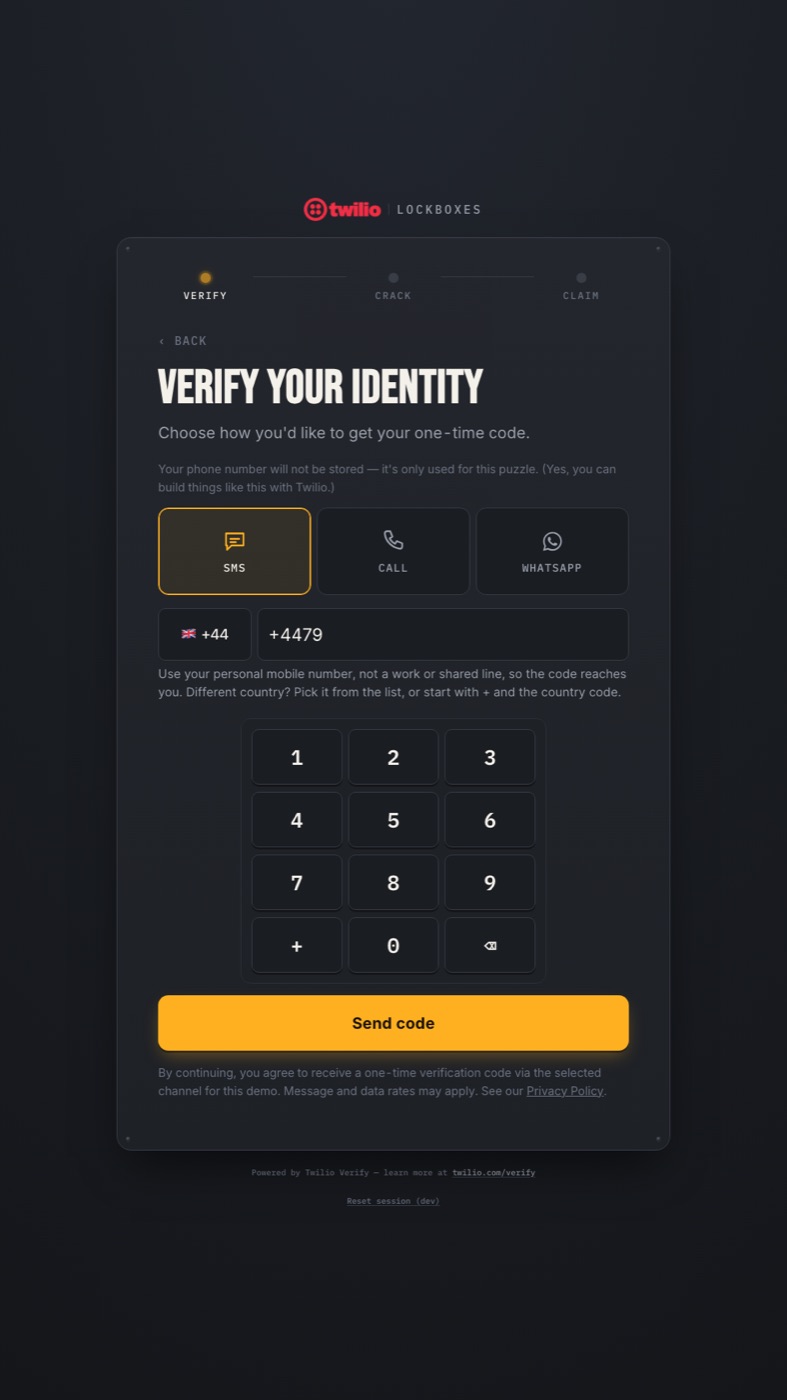 twilio LOCKBOXES
VERIFY CRACK CLAIM
‹ BACK
VERIFY YOUR IDENTITY
Choose how you'd like to get your one-time code.
Your phone number will not be stored — it's only used for this puzzle. (Yes, you can
build things like this with Twilio.)
SMS CALL WHATSAPP
🇬🇧 +44 +4479
Use your personal mobile number, not a work or shared line, so the code reaches
you. Different country? Pick it from the list, or start with + and the country code.
1 2 3
4 5 6
7 8 9
+ 0 ⌫
Send code
By continuing, you agree to receive a one-time verification code via the selected
channel for this demo. Message and data rates may apply. See our Privacy Policy.
Powered by Twilio Verify — learn more at twilio.com/verify
Reset session (dev)